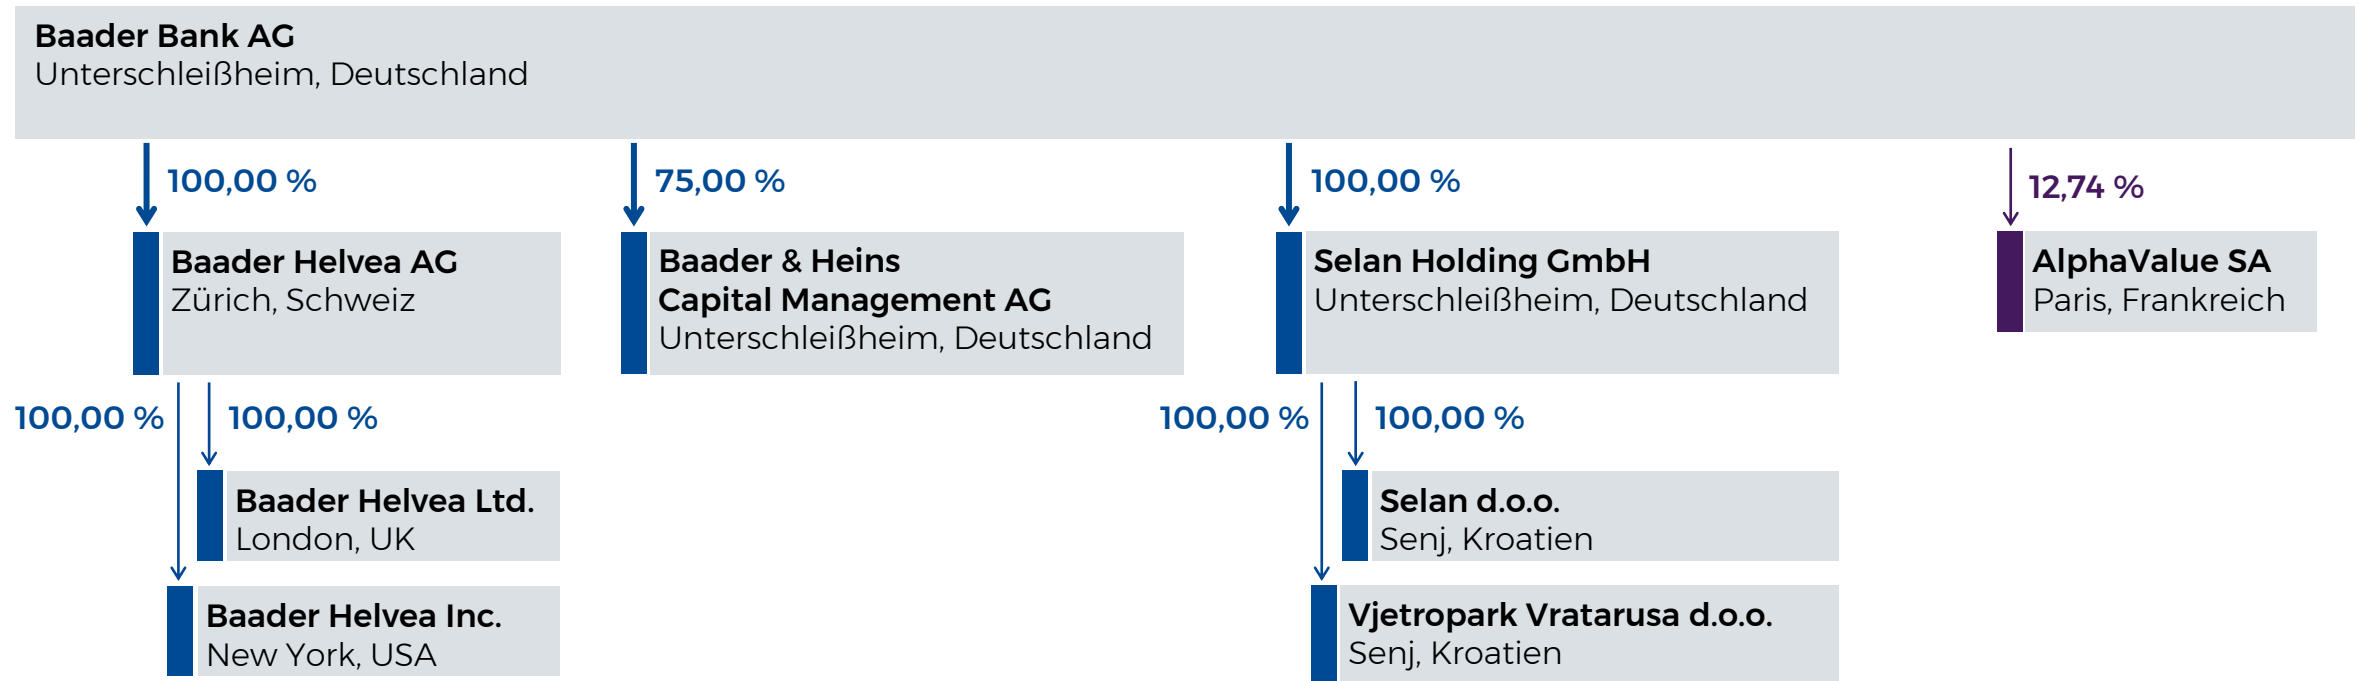 Baader Bank AG
Unterschleißheim, Deutschland
100,00 %
75,00 %
100,00 %
12,74 %
Baader Helvea AG
Zürich, Schweiz
Baader & Heins
Capital Management AG
Unterschleißheim, Deutschland
Selan Holding GmbH
Unterschleißheim, Deutschland
AlphaValue SA
Paris, Frankreich
100,00 %
100,00 %
100,00 %
100,00 %
Baader Helvea Ltd.
London, UK
Selan d.o.o.
Senj, Kroatien
Baader Helvea Inc.
New York, USA
Vjetropark Vratarusa d.o.o.
Senj, Kroatien